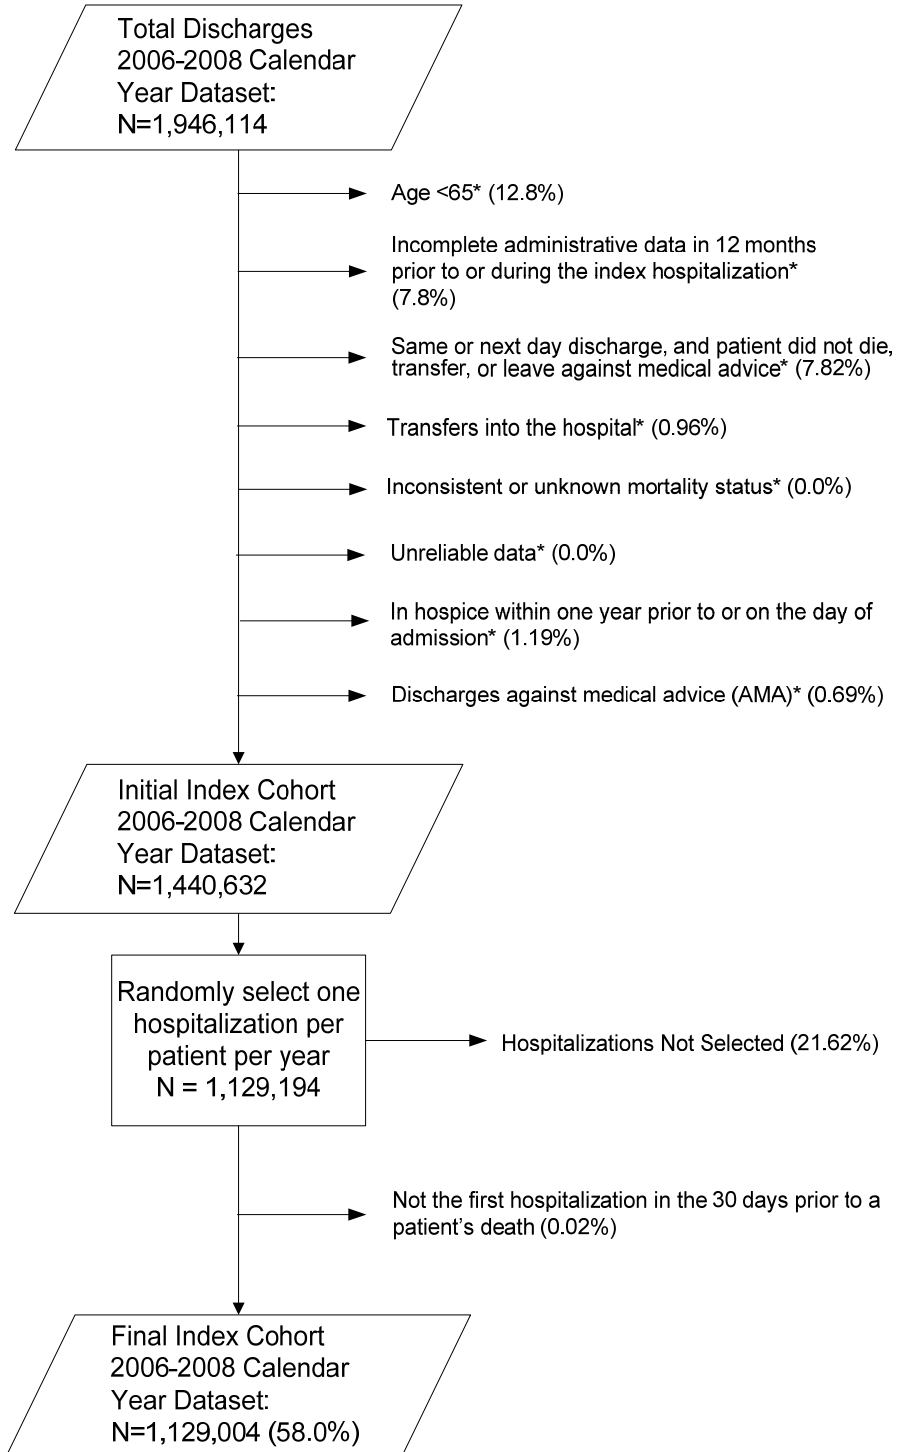 Total Discharges
2006-2008 Calendar
Year Dataset:
N=1,946,114
Age <65* (12.8%)
Incomplete administrative data in 12 months
prior to or during the index hospitalization*
(7.8%)
Same or next day discharge, and patient did not die,
transfer, or leave against medical advice* (7.82%)
Transfers into the hospital* (0.96%)
Inconsistent or unknown mortality status* (0.0%)
Unreliable data* (0.0%)
In hospice within one year prior to or on the day of
admission* (1.19%)
Discharges against medical advice (AMA)* (0.69%)
Initial Index Cohort
2006-2008 Calendar
Year Dataset:
N=1,440,632
Randomly select one
hospitalization per
patient per year
N = 1,129,194
Hospitalizations Not Selected (21.62%)
Not the first hospitalization in the 30 days prior to a
patient's death (0.02%)
Final Index Cohort
2006-2008 Calendar
Year Dataset:
N=1,129,004 (58.0%)